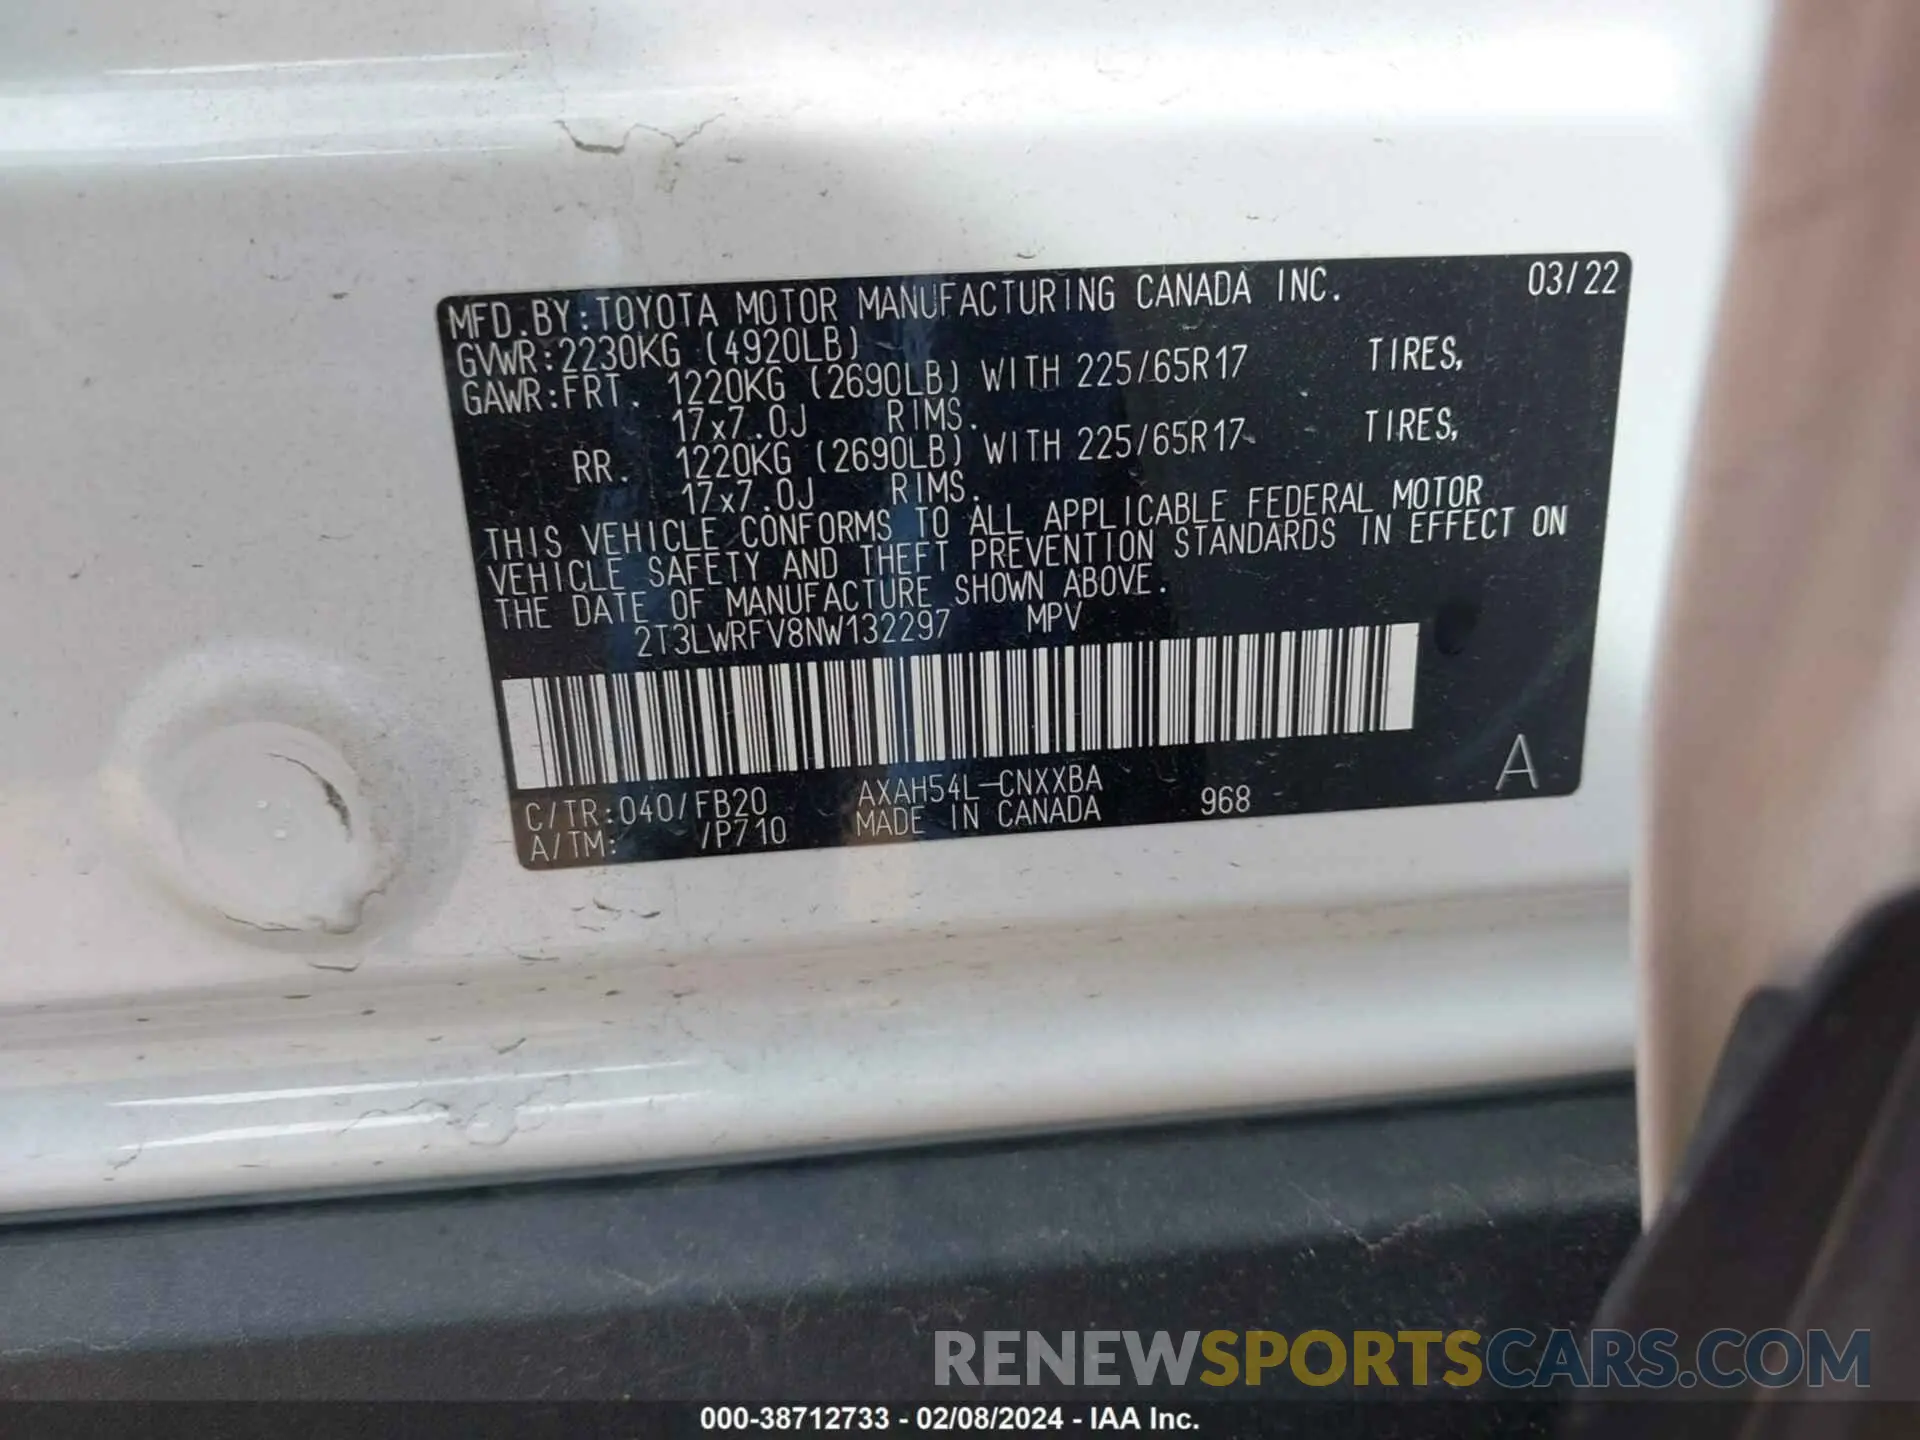 MFD.BY:TOYOTA MOTOR MANUFACTURING CANADA INC. 03/22
GVWR:2230KG (4920LB)
GAWR:FRT. 1220KG (2690LB) WITH 225/65R17 TIRES,
17x7.0J RIMS.
RR. 1220KG (2690LB) WITH 225/65R17 TIRES,
17x7.0J RIMS.
THIS VEHICLE CONFORMS TO ALL APPLICABLE FEDERAL MOTOR
VEHICLE SAFETY AND THEFT PREVENTION STANDARDS IN EFFECT ON
THE DATE OF MANUFACTURE SHOWN ABOVE.
2T3LWRFV8NW132297 MPV
C/TR:040/FB20 AXAH54L-CNXXBA
A/TM: /P710 MADE IN CANADA 968 A
RENEWSPORTSCARS.COM
000-38712733 - 02/08/2024 - IAA Inc.